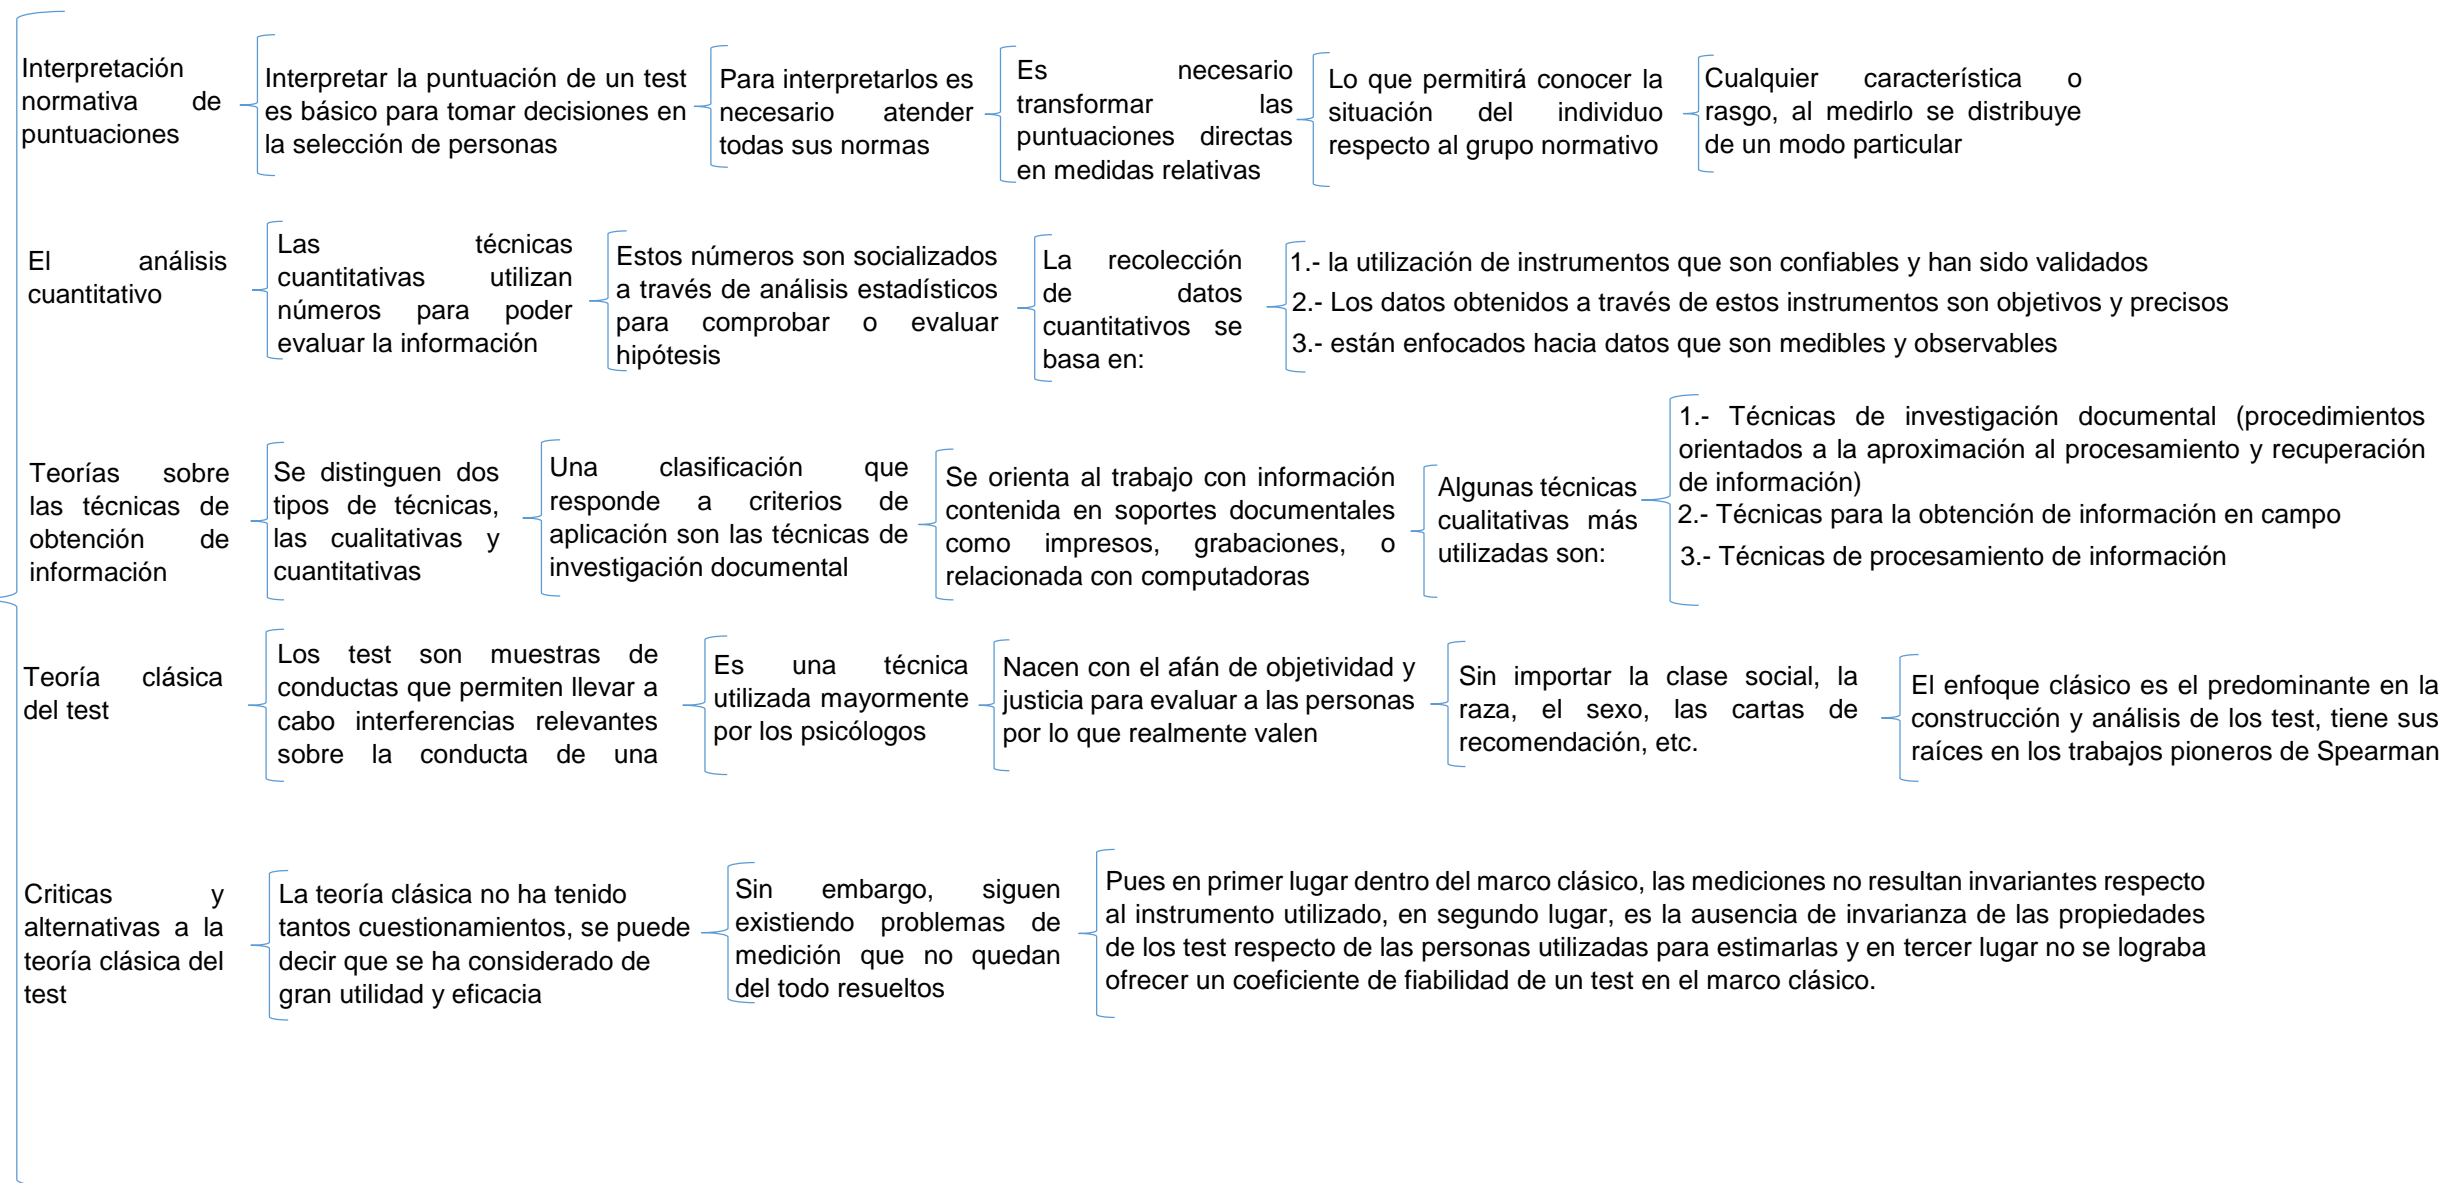 Interpretación
normativa de
puntuaciones
Interpretar la puntuación de un test
es básico para tomar decisiones en
la selección de personas
Para interpretarlos es
necesario atender
todas sus normas
Es necesario
transformar las
puntuaciones directas
en medidas relativas
Lo que permitirá conocer la
situación del individuo
respecto al grupo normativo
Cualquier característica o
rasgo, al medirlo se distribuye
de un modo particular
El análisis
cuantitativo
Las técnicas
cuantitativas utilizan
números para poder
evaluar la información
Estos números son socializados
a través de análisis estadísticos
para comprobar o evaluar
hipótesis
La recolección
de datos
cuantitativos se
basa en:
1.- la utilización de instrumentos que son confiables y han sido validados
2.- Los datos obtenidos a través de estos instrumentos son objetivos y precisos
3.- están enfocados hacia datos que son medibles y observables
Teorías sobre
las técnicas de
obtención de
información
Se distinguen dos
tipos de técnicas,
las cualitativas y
cuantitativas
Una clasificación que
responde a criterios de
aplicación son las técnicas de
investigación documental
Se orienta al trabajo con información
contenida en soportes documentales
como impresos, grabaciones, o
relacionada con computadoras
Algunas técnicas
cualitativas más
utilizadas son:
1.- Técnicas de investigación documental (procedimientos
orientados a la aproximación al procesamiento y recuperación
de información)
2.- Técnicas para la obtención de información en campo
3.- Técnicas de procesamiento de información
Teoría clásica
del test
Los test son muestras de
conductas que permiten llevar a
cabo interferencias relevantes
sobre la conducta de una
Es una técnica
utilizada mayormente
por los psicólogos
Nacen con el afán de objetividad y
justicia para evaluar a las personas
por lo que realmente valen
Sin importar la clase social, la
raza, el sexo, las cartas de
recomendación, etc.
El enfoque clásico es el predominante en la
construcción y análisis de los test, tiene sus
raíces en los trabajos pioneros de Spearman
Criticas y
alternativas a la
teoría clásica del
test
La teoría clásica no ha tenido
tantos cuestionamientos, se puede
decir que se ha considerado de
gran utilidad y eficacia
Sin embargo, siguen
existiendo problemas de
medición que no quedan
del todo resueltos
Pues en primer lugar dentro del marco clásico, las mediciones no resultan invariantes respecto
al instrumento utilizado, en segundo lugar, es la ausencia de invarianza de las propiedades
de los test respecto de las personas utilizadas para estimarlas y en tercer lugar no se lograba
ofrecer un coeficiente de fiabilidad de un test en el marco clásico.